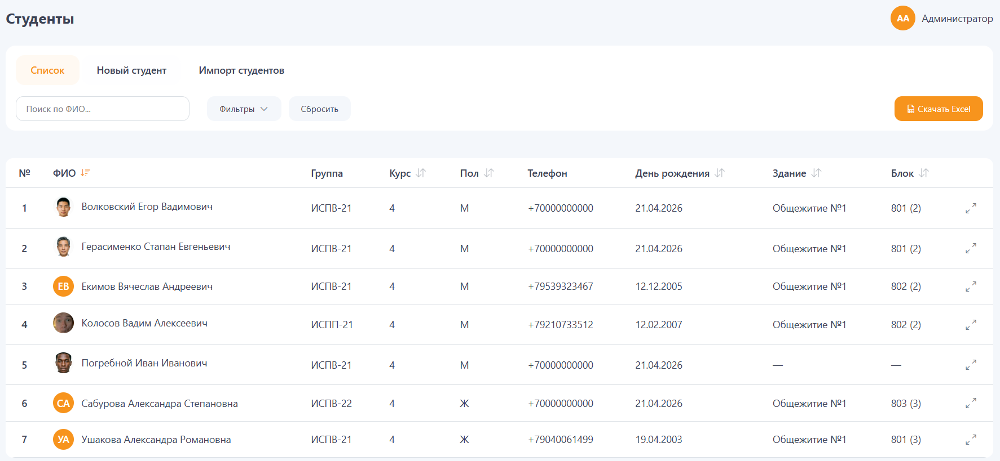 Студенты
АА Администратор
Список Новый студент Импорт студентов
Поиск по ФИО... Фильтры Сбросить Скачать Excel
№ ФИО Группа Курс Пол Телефон День рождения Здание Блок
1 Волковский Егор Вадимович ИСПВ-21 4 М +70000000000 21.04.2026 Общежитие №1 801 (2)
2 Герасименко Стапан Евгеньевич ИСПВ-21 4 М +70000000000 21.04.2026 Общежитие №1 801 (2)
3 ЕВ Екимов Вячеслав Андреевич ИСПВ-21 4 М +79539323467 12.12.2005 Общежитие №1 802 (2)
4 Колосов Вадим Алексеевич ИСПП-21 4 М +79210733512 12.02.2007 Общежитие №1 802 (2)
5 Погребной Иван Иванович ИСПВ-21 4 М +70000000000 21.04.2026 — —
6 СА Сабурова Александра Степановна ИСПВ-22 4 Ж +70000000000 21.04.2026 Общежитие №1 803 (3)
7 УА Ушакова Александра Романовна ИСПВ-21 4 Ж +79040061499 19.04.2003 Общежитие №1 801 (3)